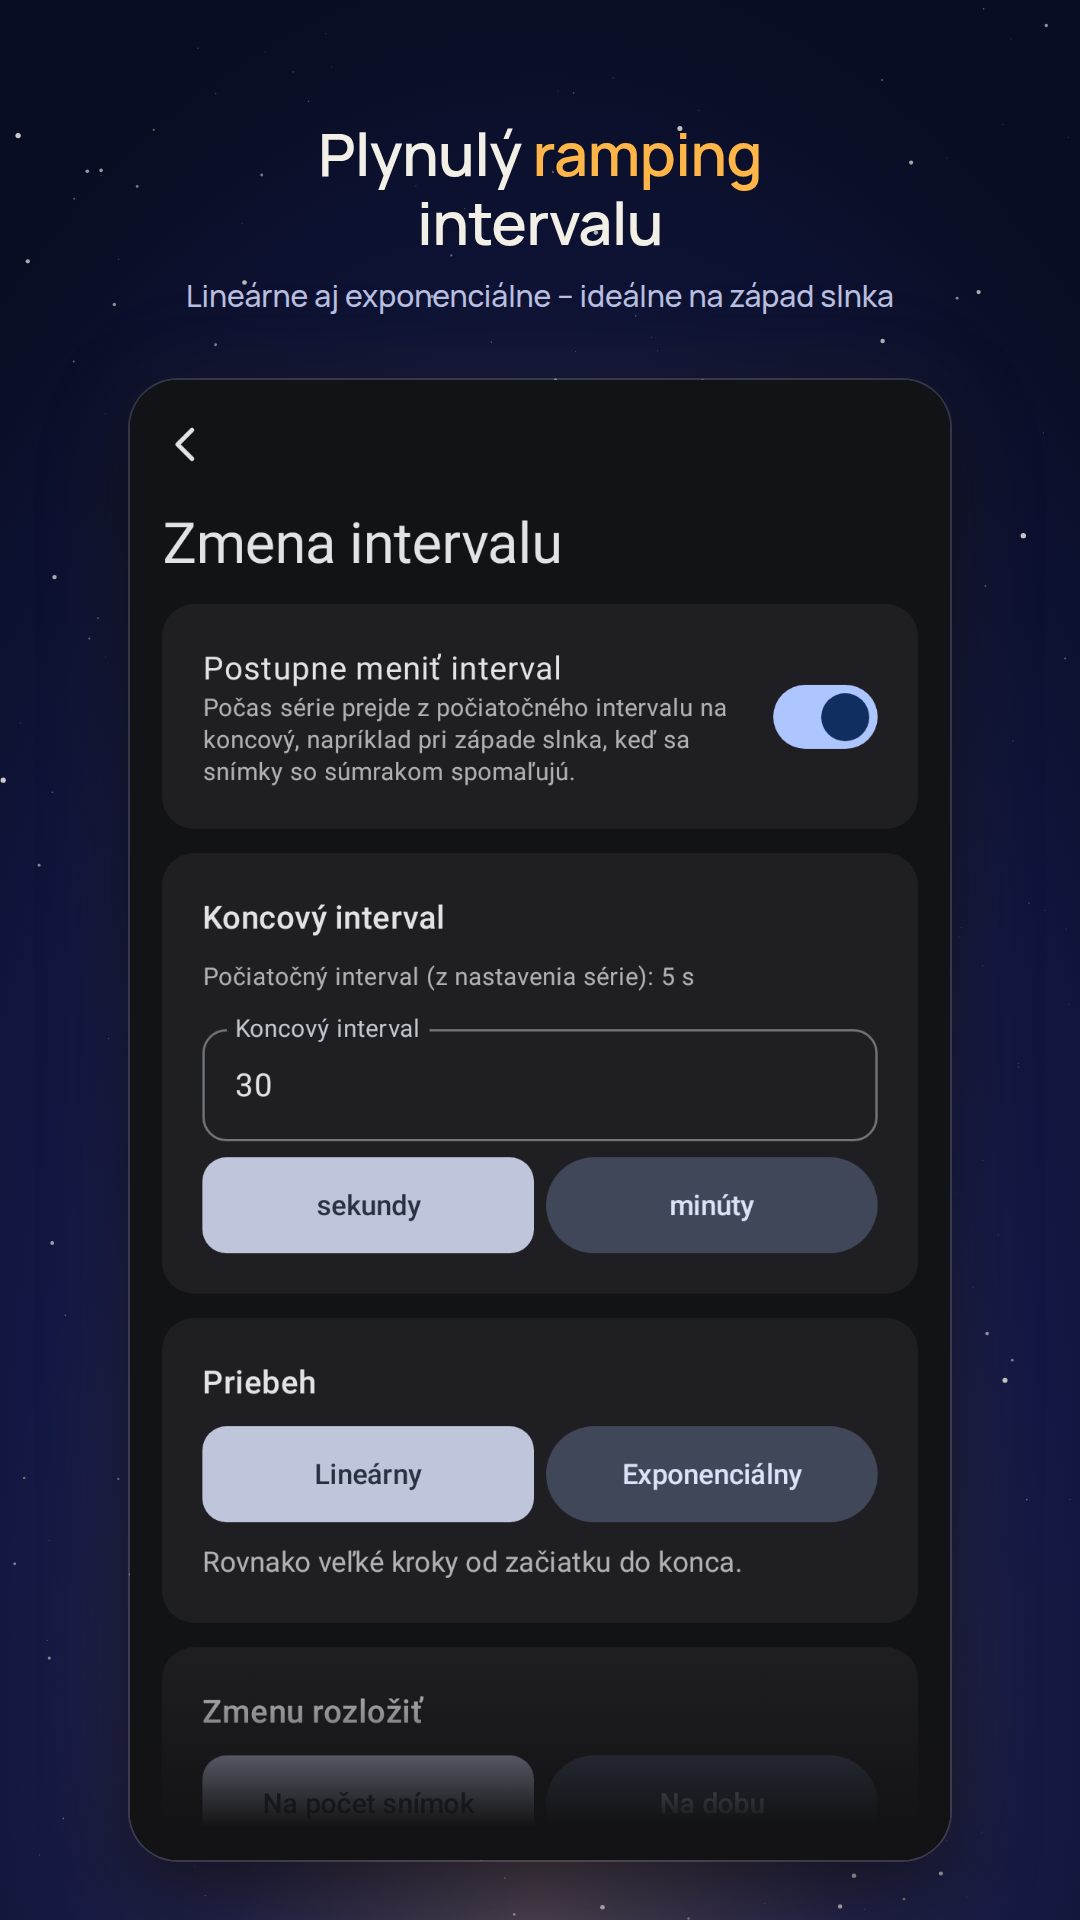 Plynulý ramping
intervalu
Lineárne aj exponenciálne – ideálne na západ slnka
Zmena intervalu
Postupne meniť interval
Počas série prejde z počiatočného intervalu na
koncový, napríklad pri západe slnka, keď sa
snímky so súmrakom spomaľujú.
Koncový interval
Počiatočný interval (z nastavenia série): 5 s
Koncový interval
30
sekundy
minúty
Priebeh
Lineárny
Exponenciálny
Rovnako veľké kroky od začiatku do konca.
Zmenu rozložiť
Na počet snímok
Na dobu